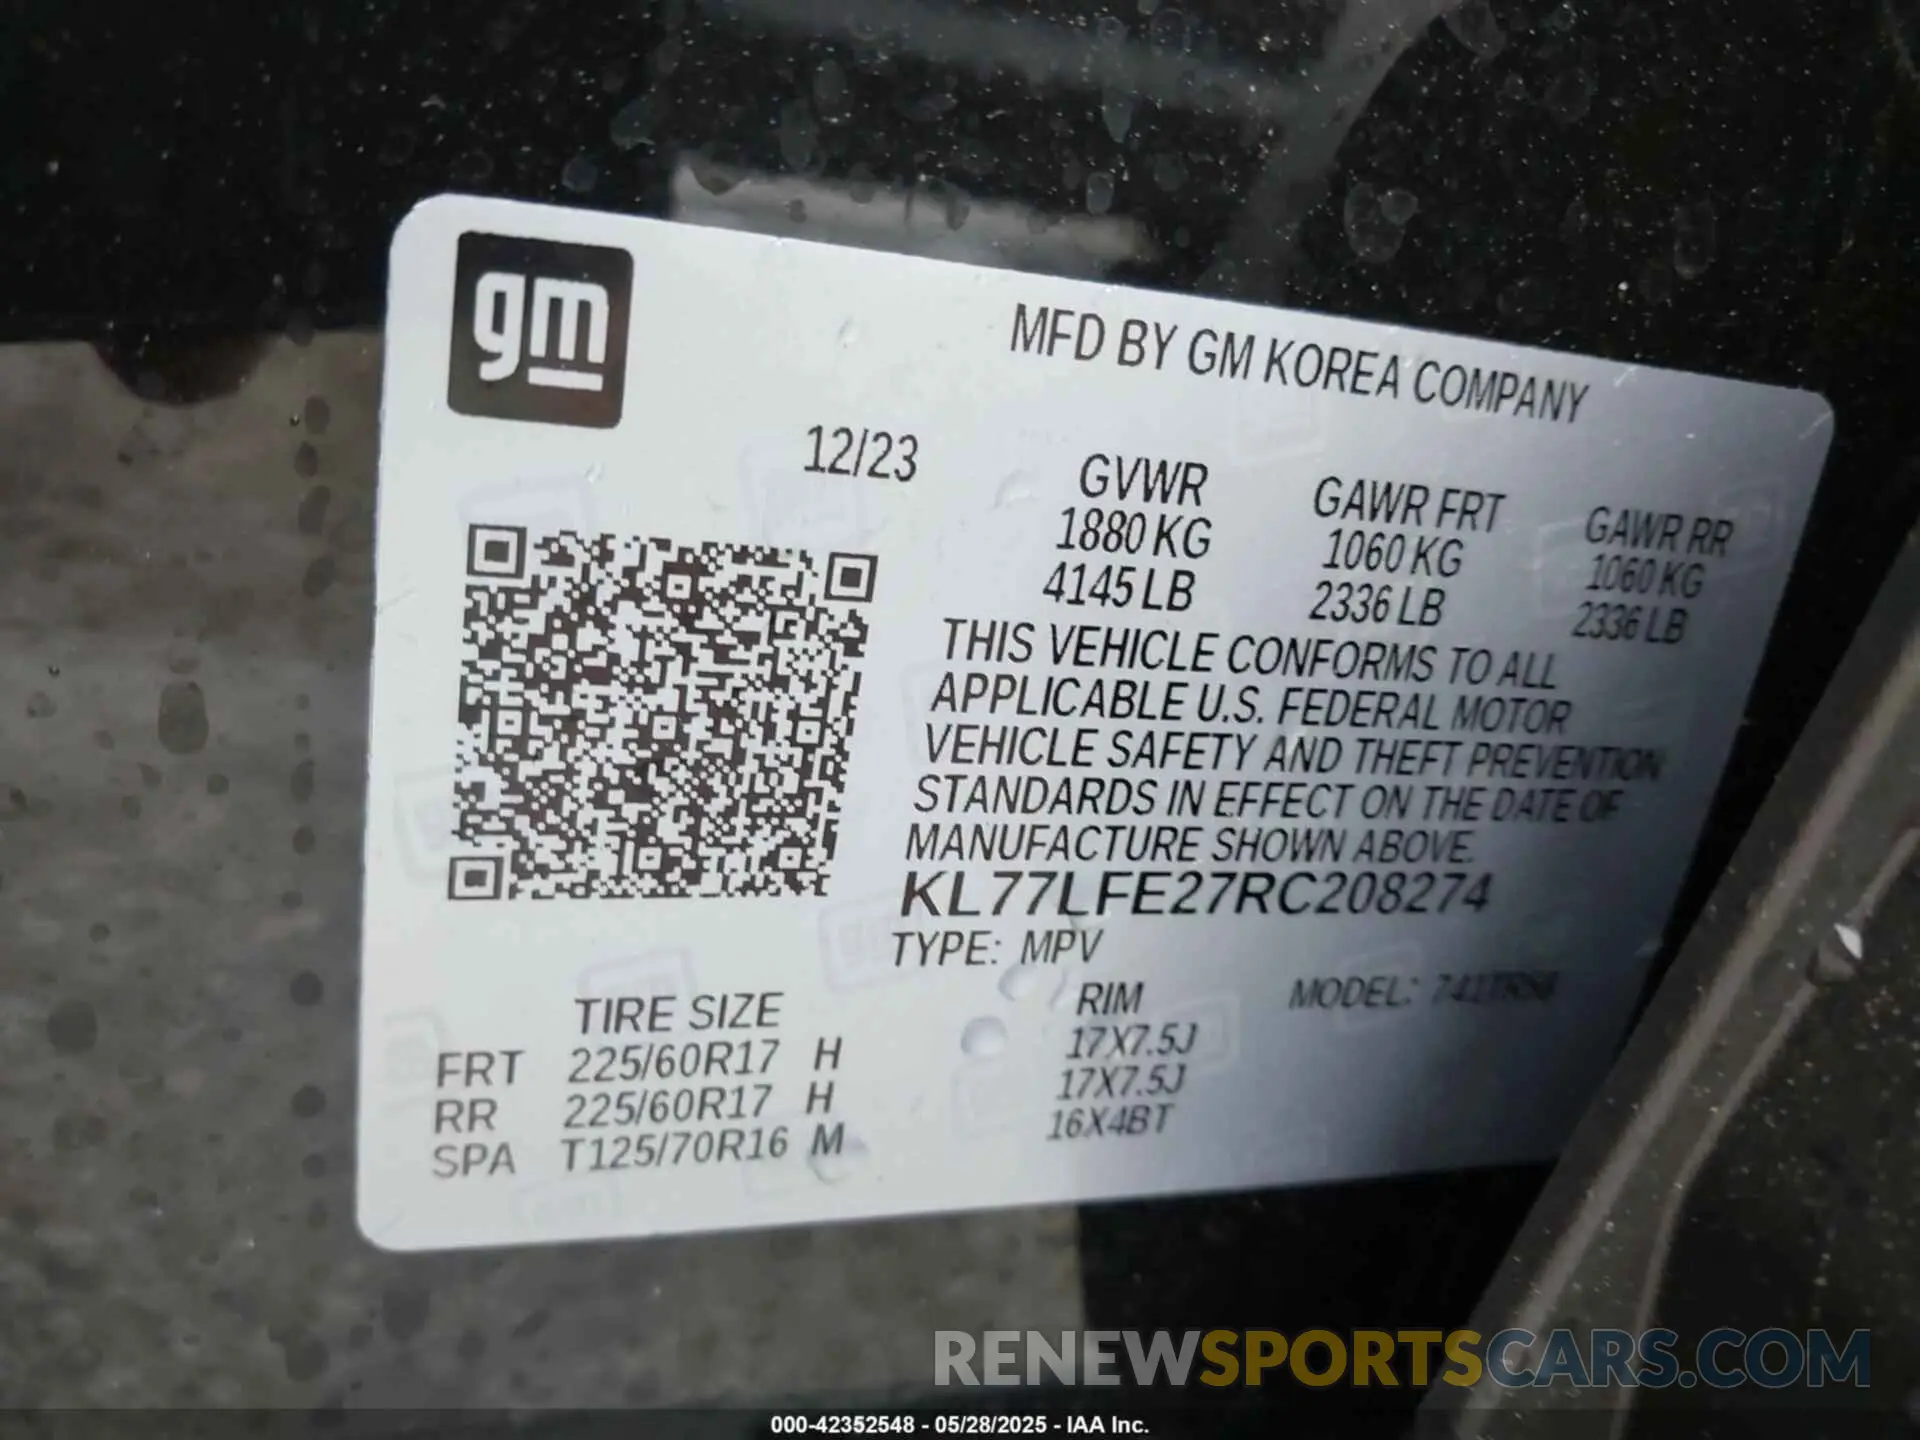 gm
MFD BY GM KOREA COMPANY
12/23
GVWR GAWR FRT GAWR RR
1880 KG 1060 KG 1060 KG
4145 LB 2336 LB 2336 LB
THIS VEHICLE CONFORMS TO ALL
APPLICABLE U.S. FEDERAL MOTOR
VEHICLE SAFETY AND THEFT PREVENTION
STANDARDS IN EFFECT ON THE DATE OF
MANUFACTURE SHOWN ABOVE.
KL77LFE27RC208274
TYPE: MPV
TIRE SIZE RIM MODEL:
FRT 225/60R17 H 17X7.5J
RR 225/60R17 H 17X7.5J
SPA T125/70R16 M 16X4BT
RENEWSPORTSCARS.COM
000-42352548 - 05/28/2025 - IAA Inc.